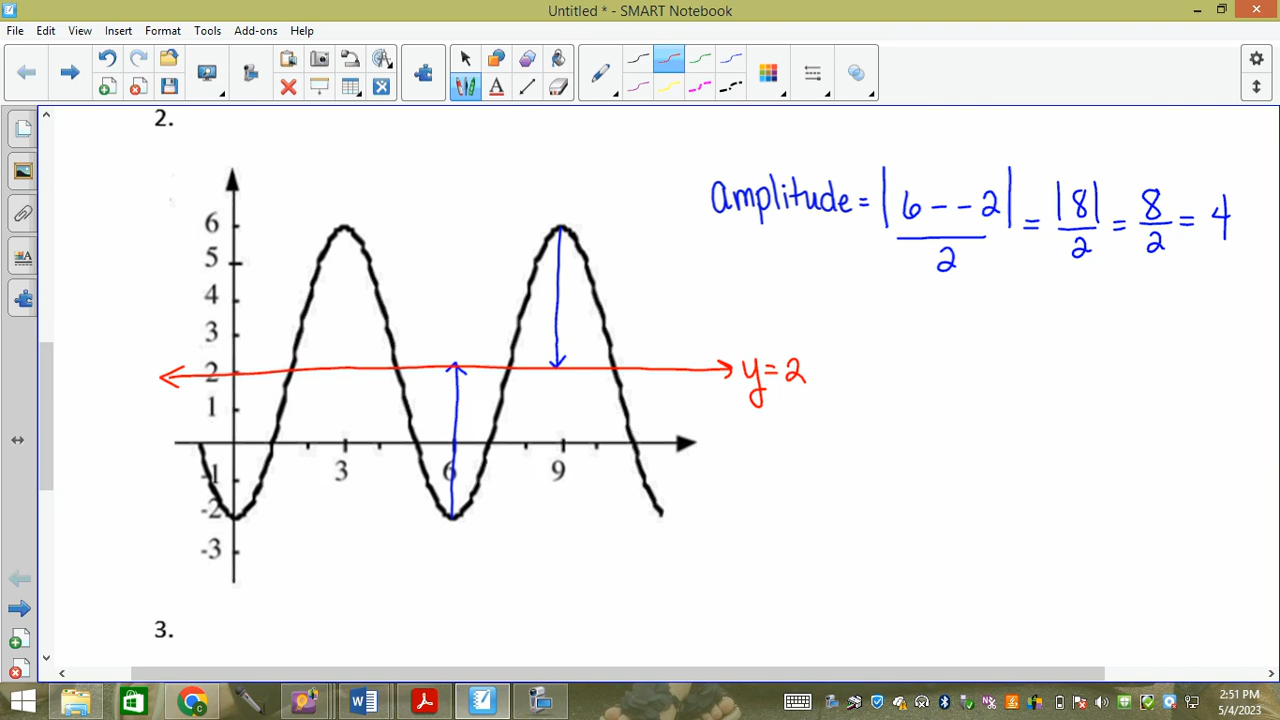 Untitled * - SMART Notebook
File Edit View Insert Format Tools Add-ons Help
2.
amplitude = |6 - - 2| / 2 = |8| / 2 = 8 / 2 = 4
6
5
4
3
2
y = 2
1
3 6 9
-1
-2
-3
3.
2:51 PM
5/4/2023